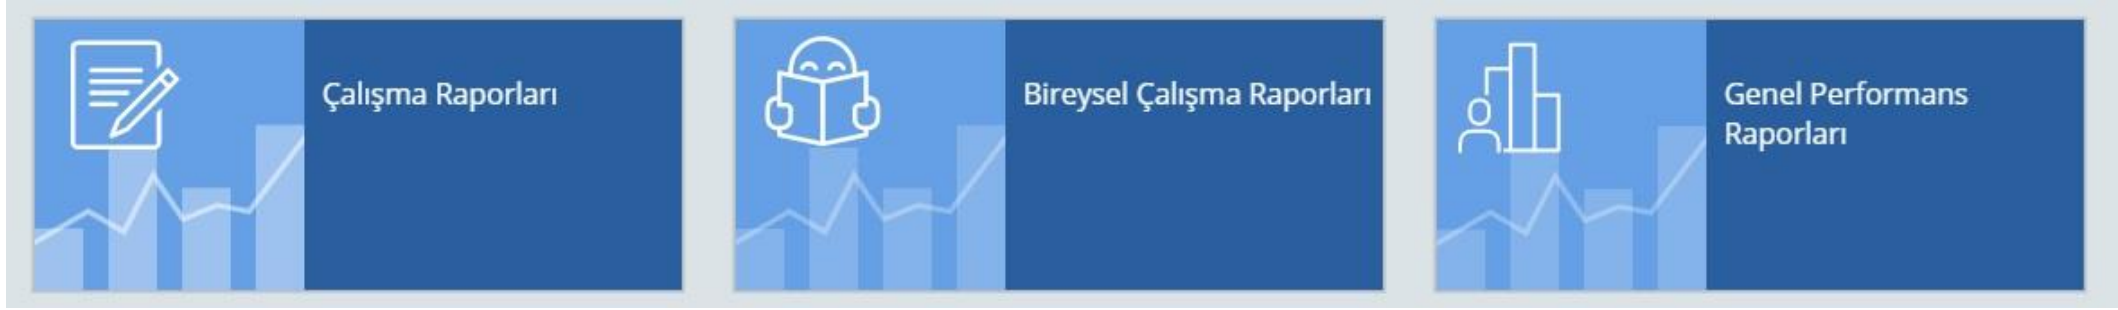 Çalışma Raporları
Bireysel Çalışma Raporları
Genel Performans
Raporları